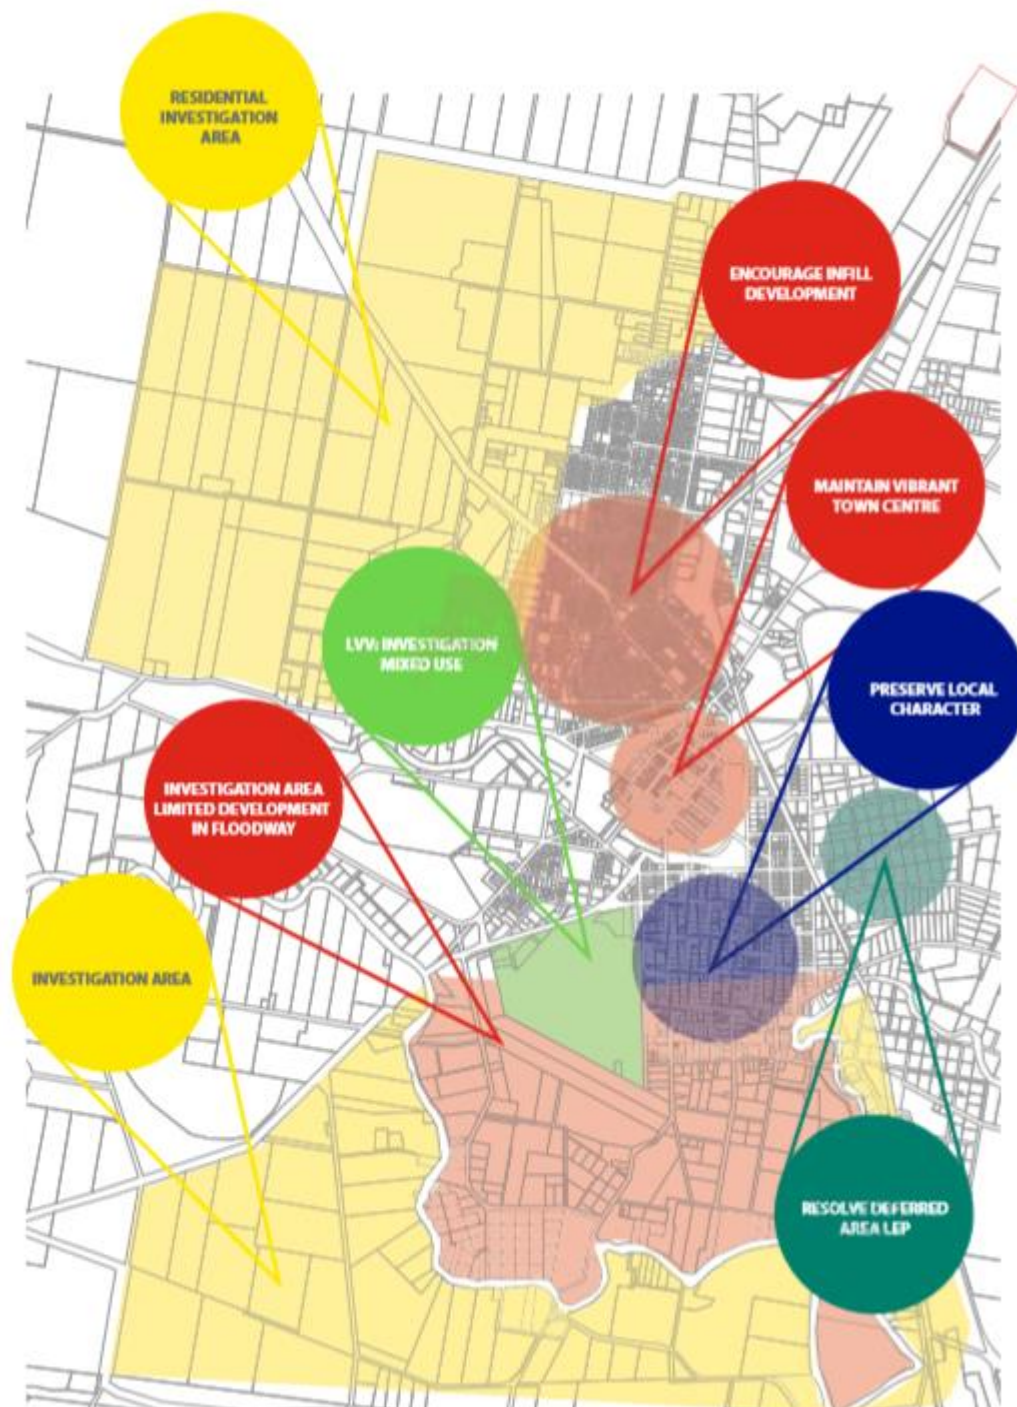 RESIDENTIAL
INVESTIGATION
AREA
ENCOURAGE INFILL
DEVELOPMENT
MAINTAIN VIBRANT
TOWN CENTRE
LVV: INVESTIGATION
MIXED USE
PRESERVE LOCAL
CHARACTER
INVESTIGATION AREA
LIMITED DEVELOPMENT
IN FLOODWAY
INVESTIGATION AREA
RESOLVE DEFERRED
AREA LEP